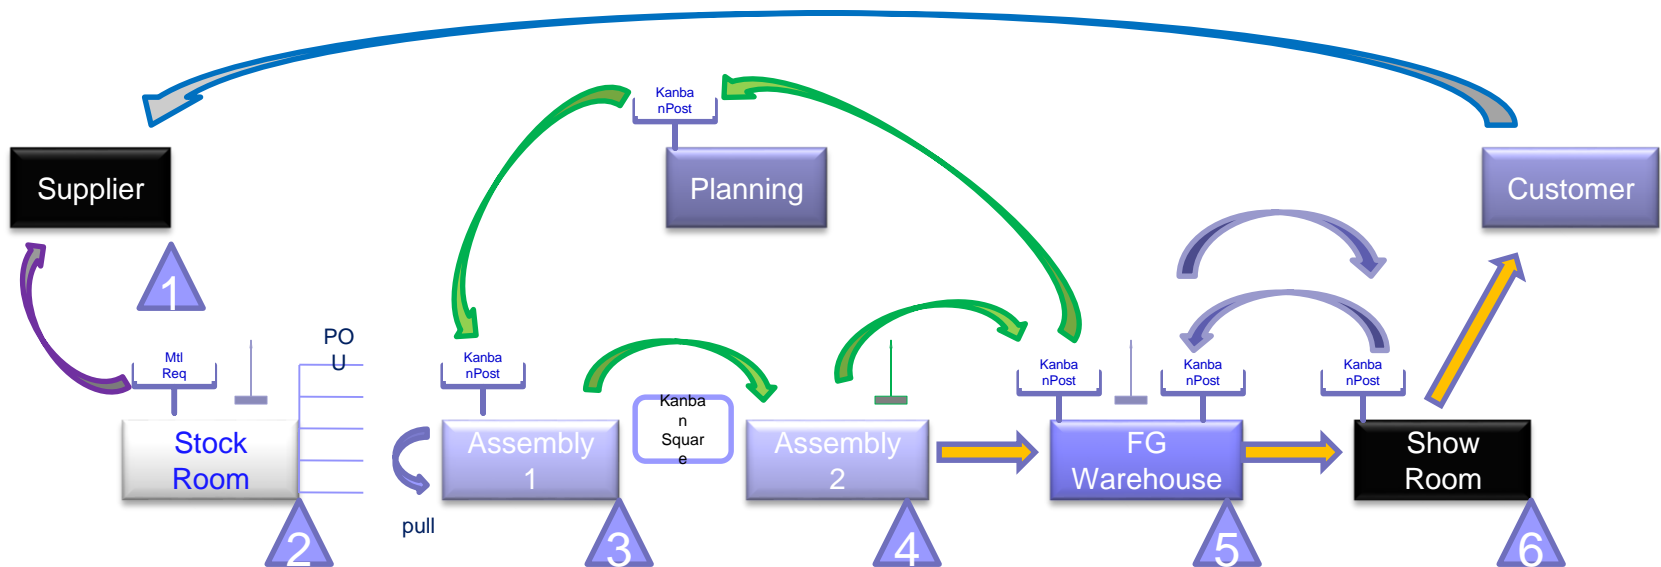 Kanba
nPost
Supplier
Planning
Customer
1
PO
U
Mtl
Req
Kanba
nPost
Kanba
nPost
Kanba
nPost
Kanba
nPost
Kanba
n
Squar
e
Stock
Room
Assembly
1
Assembly
2
FG
Warehouse
Show
Room
pull
2
3
4
5
6